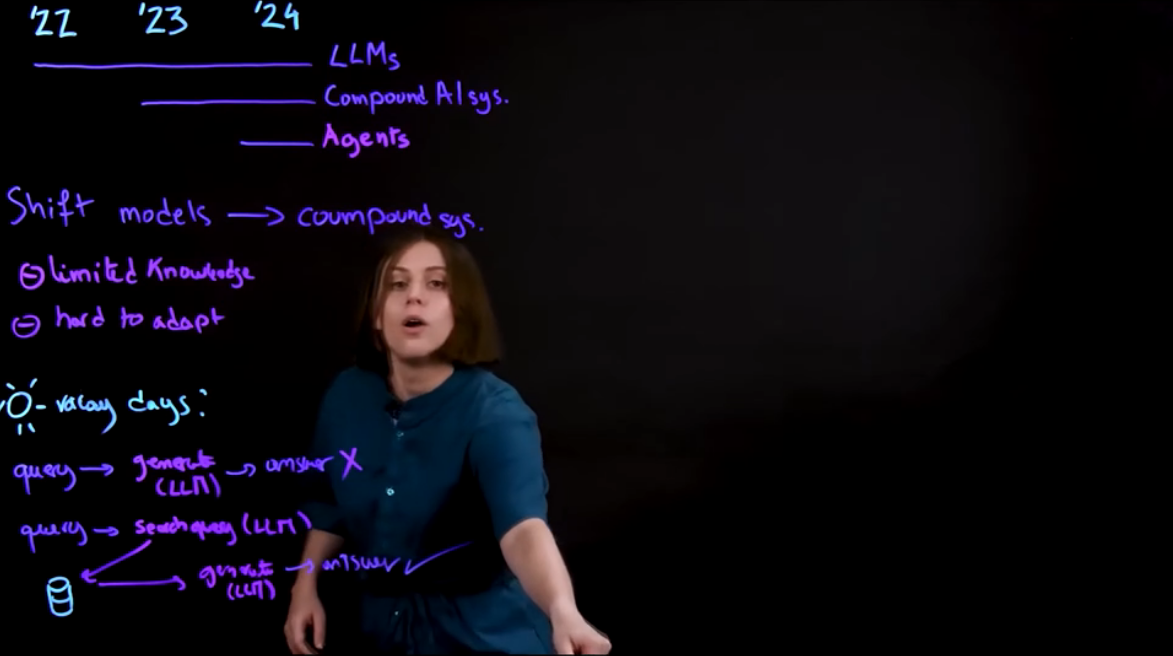 '22 '23 '24
LLMs
Compound AI sys.
Agents
Shift models → coumpound sys.
⊖ limited Knowledge
⊖ hard to adapt
vacay days:
query → generate (LLM) → answer X
query → search query (LLM)
→ generate (LLM) → answer ✓